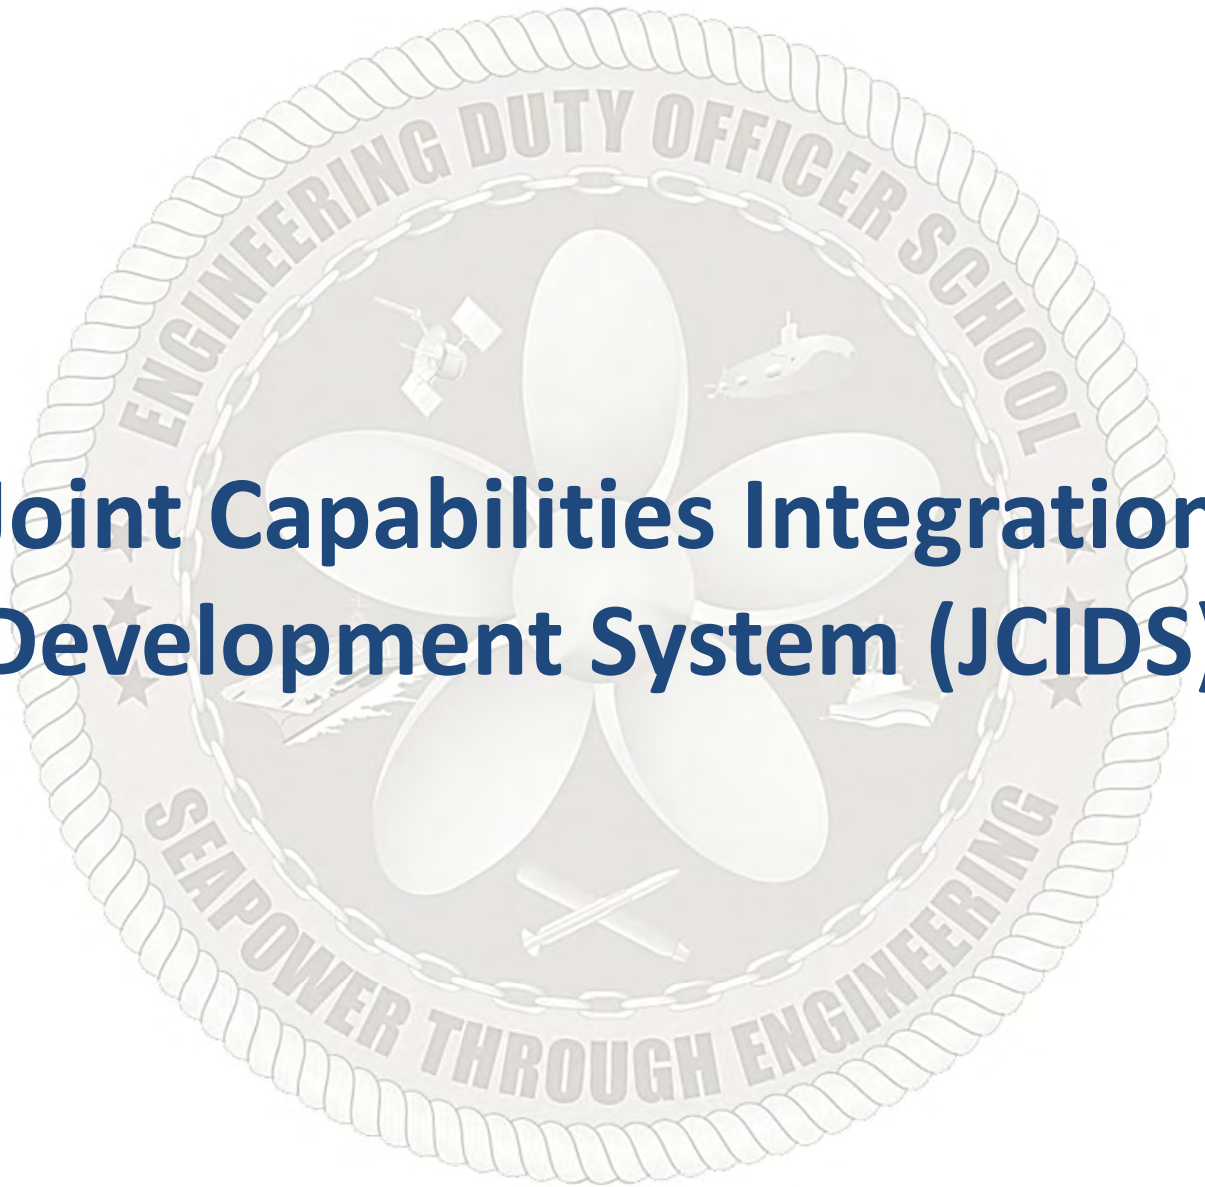 ENGINEERING DUTY OFFICER SCHOOL
Joint Capabilities Integration
Development System (JCIDS)
SEAPOWER THROUGH ENGINEERING